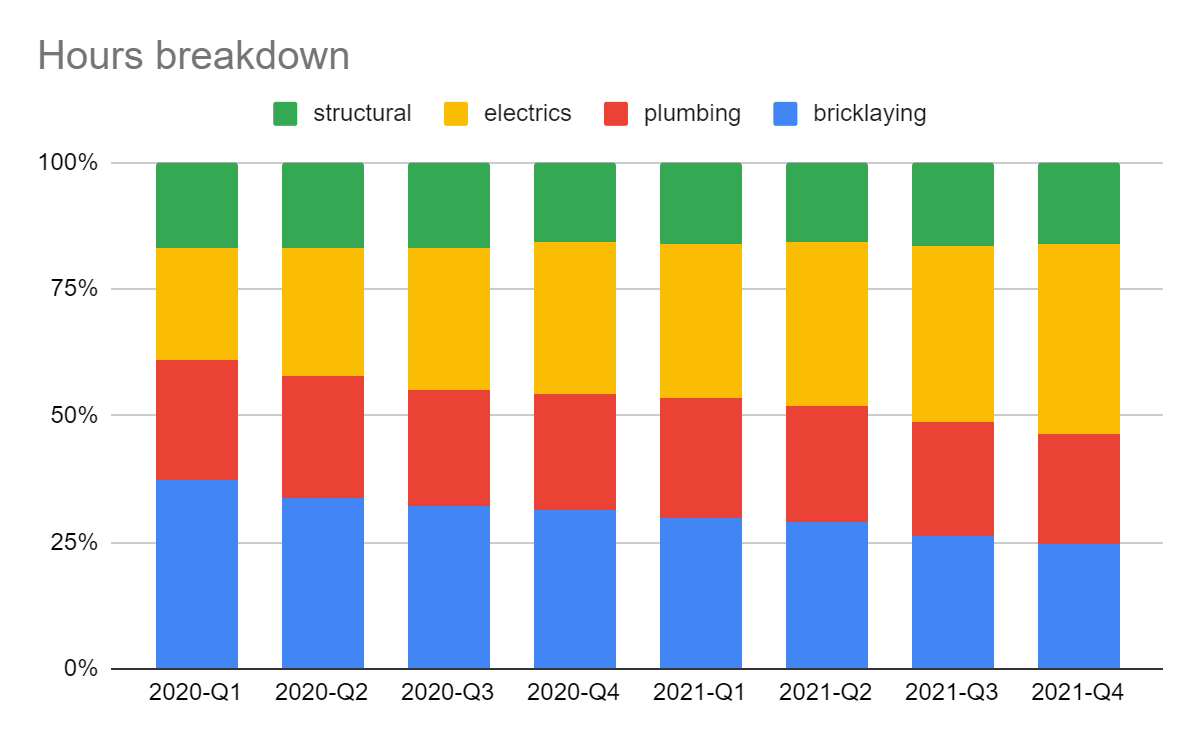 Hours breakdown
structural electrics plumbing bricklaying
100%
75%
50%
25%
0%
2020-Q1 2020-Q2 2020-Q3 2020-Q4 2021-Q1 2021-Q2 2021-Q3 2021-Q4